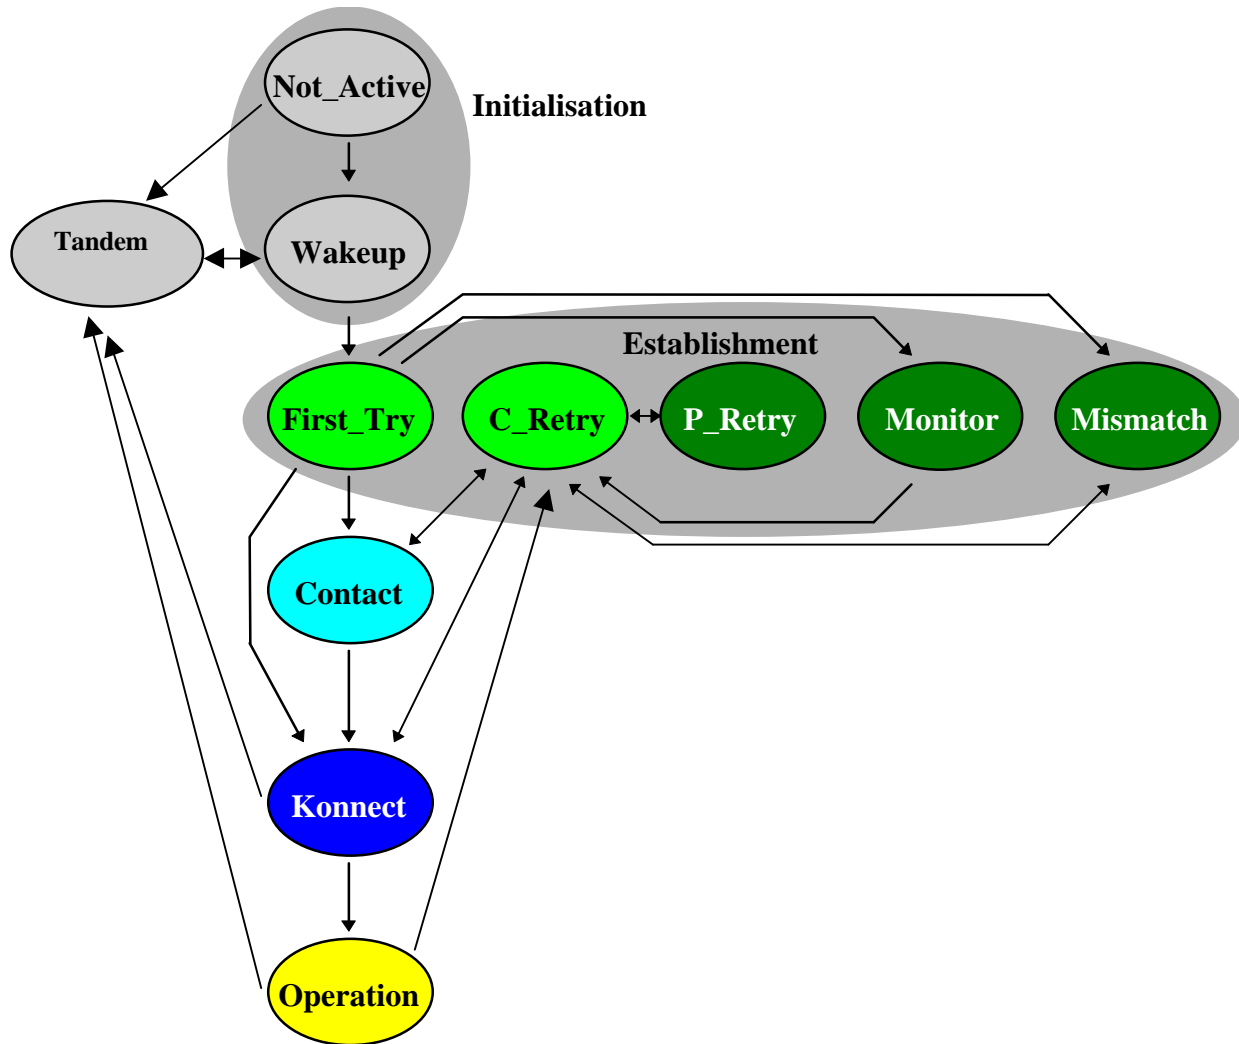 Not_Active
Initialisation
Tandem
Wakeup
Establishment
First_Try
C_Retry
P_Retry
Monitor
Mismatch
Contact
Konnect
Operation